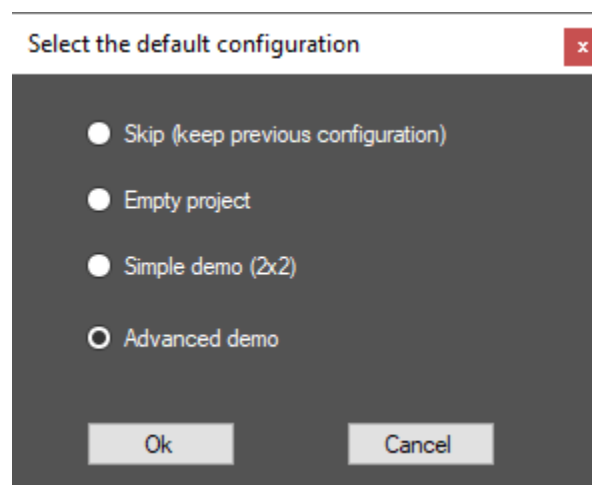 Select the default configuration
x
Skip (keep previous configuration)
Empty project
Simple demo (2x2)
Advanced demo
Ok
Cancel